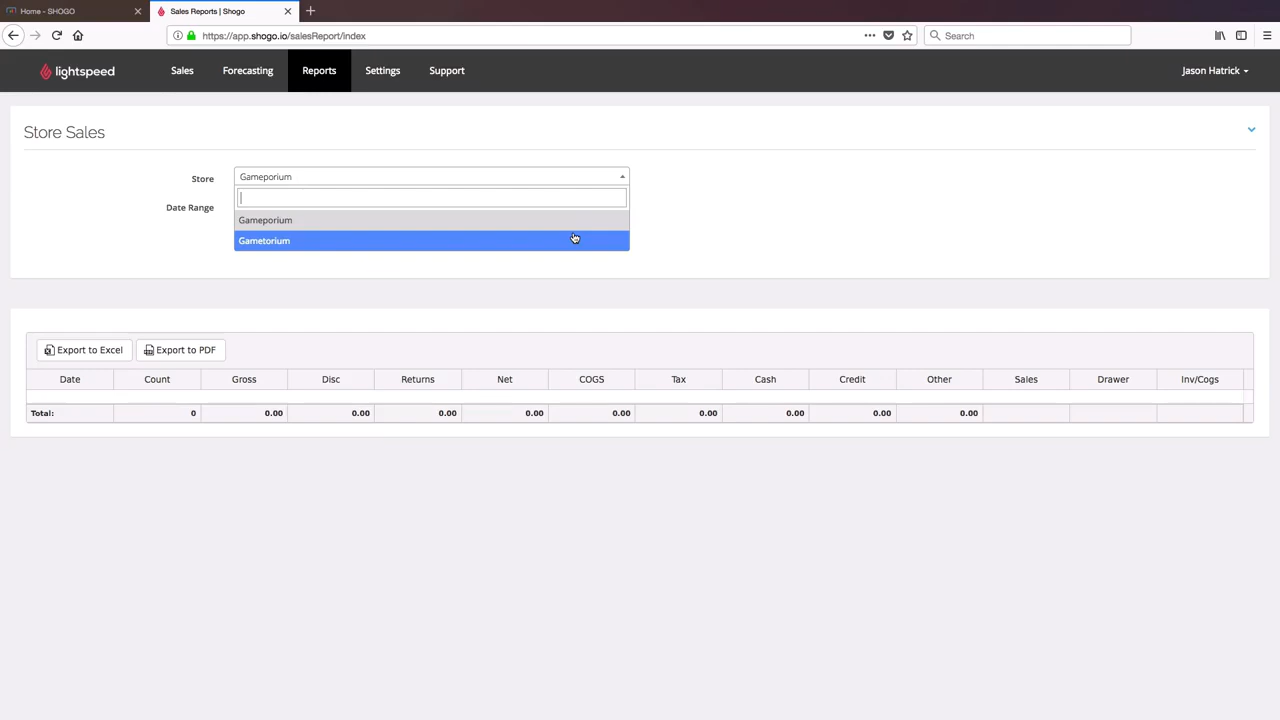 Home - SHOGO
Sales Reports | Shogo
https://app.shogo.io/salesReport/index
Search
lightspeed
Sales
Forecasting
Reports
Settings
Support
Jason Hatrick
Store Sales
Store
Gameporium
Date Range
Gameporium
Gametorium
Export to Excel
Export to PDF
Date Count Gross Disc Returns Net COGS Tax Cash Credit Other Sales Drawer Inv/Cogs
Total: 0 0.00 0.00 0.00 0.00 0.00 0.00 0.00 0.00 0.00